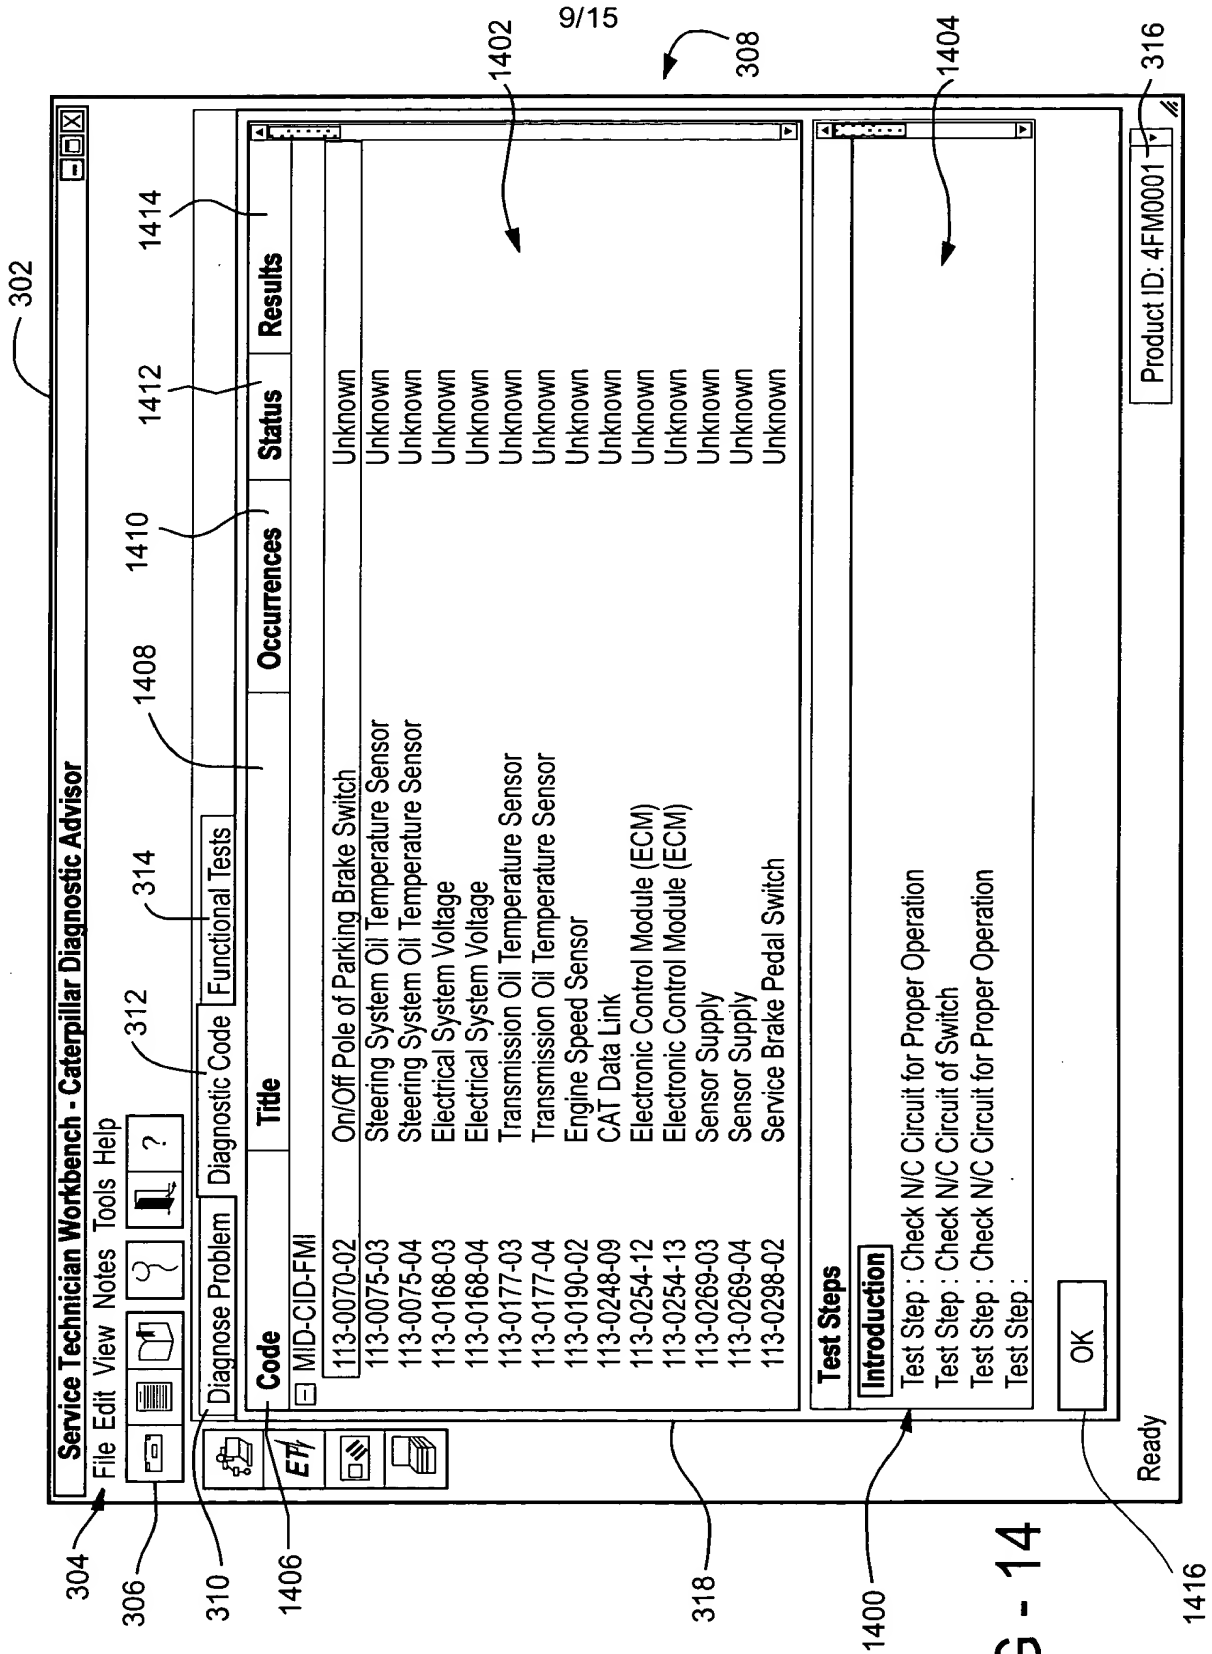 9/15
302
Service Technician Workbench - Caterpillar Diagnostic Advisor
304
File Edit View Notes Tools Help
306
?
312
314
1408
1410
1412
1414
310
Diagnose Problem
Diagnostic Code
Functional Tests
ET
1406
Code
Title
Occurrences
Status
Results
MID-CID-FMI
113-0070-02 On/Off Pole of Parking Brake Switch Unknown
113-0075-03 Steering System Oil Temperature Sensor Unknown
113-0075-04 Steering System Oil Temperature Sensor Unknown
113-0168-03 Electrical System Voltage Unknown
113-0168-04 Electrical System Voltage Unknown
113-0177-03 Transmission Oil Temperature Sensor Unknown
113-0177-04 Transmission Oil Temperature Sensor Unknown
113-0190-02 Engine Speed Sensor Unknown
113-0248-09 CAT Data Link Unknown
113-0254-12 Electronic Control Module (ECM) Unknown
113-0254-13 Electronic Control Module (ECM) Unknown
113-0269-03 Sensor Supply Unknown
113-0269-04 Sensor Supply Unknown
113-0298-02 Service Brake Pedal Switch Unknown
1402
308
318
Test Steps
Introduction
Test Step : Check N/C Circuit for Proper Operation
Test Step : Check N/C Circuit of Switch
Test Step : Check N/C Circuit for Proper Operation
Test Step :
1400
1404
OK
1416
Ready
Product ID: 4FM0001
316
G - 14